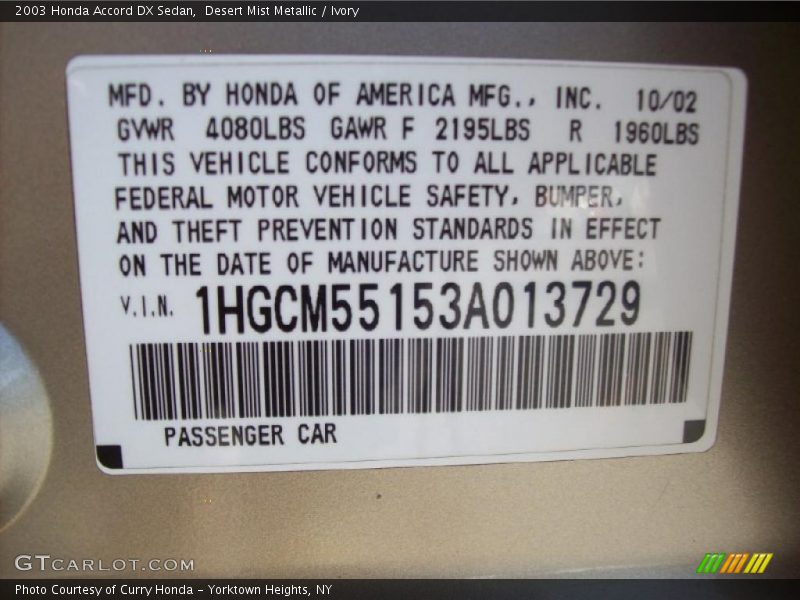 2003 Honda Accord DX Sedan, Desert Mist Metallic / Ivory
MFD. BY HONDA OF AMERICA MFG., INC. 10/02
GVWR 4080LBS GAWR F 2195LBS R 1960LBS
THIS VEHICLE CONFORMS TO ALL APPLICABLE
FEDERAL MOTOR VEHICLE SAFETY, BUMPER,
AND THEFT PREVENTION STANDARDS IN EFFECT
ON THE DATE OF MANUFACTURE SHOWN ABOVE:
V.I.N. 1HGCM55153A013729
PASSENGER CAR
GTCARLOT.COM
Photo Courtesy of Curry Honda - Yorktown Heights, NY